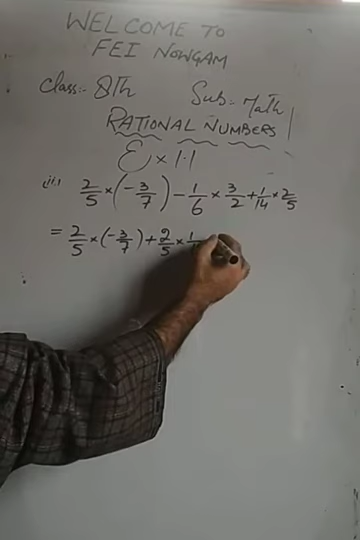 WELCOME TO
FEI NOWGAM
Class:- 8Th Sub:- Math
RATIONAL NUMBERS
Ex 1.1
(ii) 2/5 × (-3/7) - 1/6 × 3/2 + 1/14 × 2/5
= 2/5 × (-3/7) + 2/5 × 1/